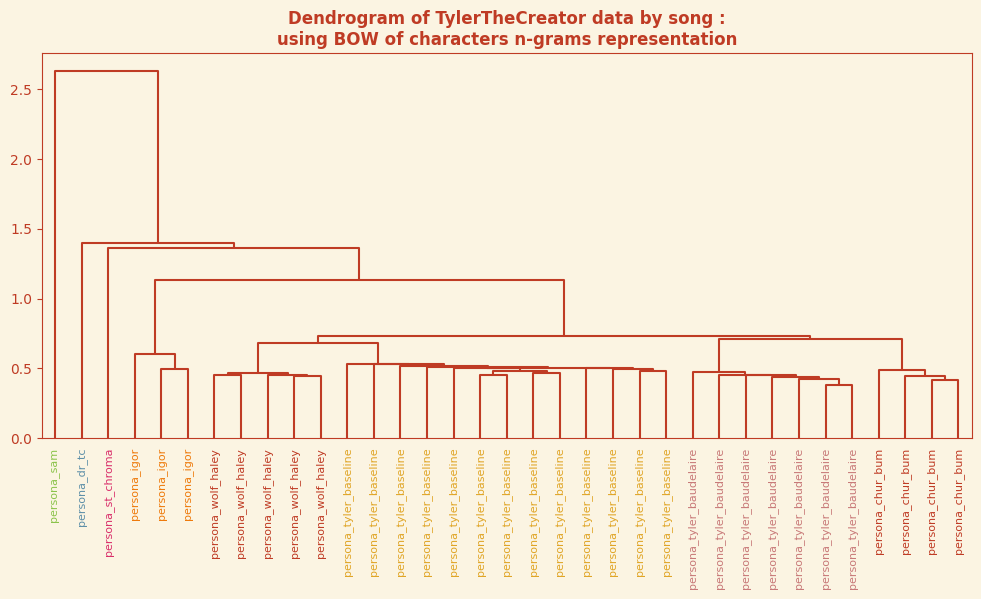 Dendrogram of TylerTheCreator data by song :
using BOW of characters n-grams representation
2.5
2.0
1.5
1.0
0.5
0.0
persona_sam
persona_dr_tc
persona_st_chroma
persona_igor
persona_igor
persona_igor
persona_wolf_haley
persona_wolf_haley
persona_wolf_haley
persona_wolf_haley
persona_wolf_haley
persona_tyler_baseline
persona_tyler_baseline
persona_tyler_baseline
persona_tyler_baseline
persona_tyler_baseline
persona_tyler_baseline
persona_tyler_baseline
persona_tyler_baseline
persona_tyler_baseline
persona_tyler_baseline
persona_tyler_baseline
persona_tyler_baseline
persona_tyler_baseline
persona_tyler_baudelaire
persona_tyler_baudelaire
persona_tyler_baudelaire
persona_tyler_baudelaire
persona_tyler_baudelaire
persona_tyler_baudelaire
persona_tyler_baudelaire
persona_chur_bum
persona_chur_bum
persona_chur_bum
persona_chur_bum